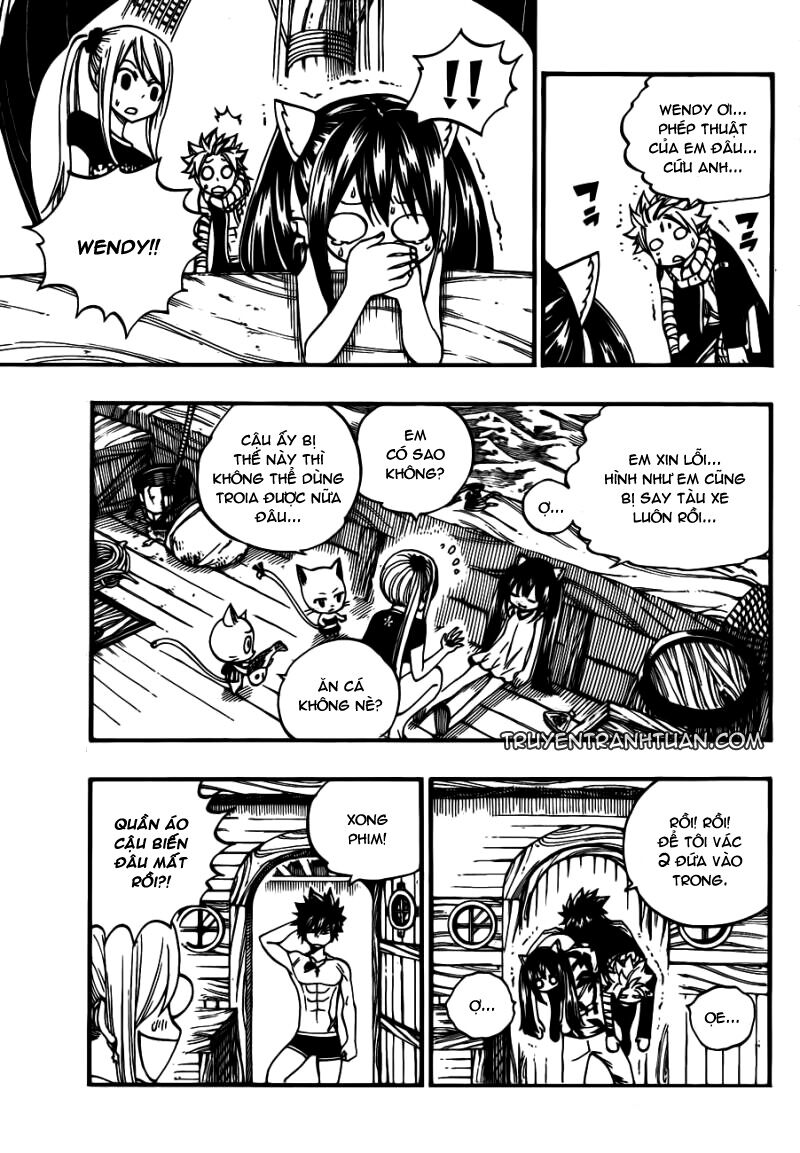 WENDY ƠI...
PHÉP THUẬT
CỦA EM ĐÂU...
CỨU ANH...
!!
WENDY!!
EM XIN LỖI...
HÌNH NHƯ EM CŨNG
BỊ SAY TÀU XE
LUÔN RỒI...
Ợ...
EM
CÓ SAO
KHÔNG?
CẬU ẤY BỊ
THẾ NÀY THÌ
KHÔNG THỂ DÙNG
TROIA ĐƯỢC NỮA
ĐÂU...
ĂN CÁ
KHÔNG NÈ?
TRUYENTRANHTUAN.COM
RỒI! RỒI!
ĐỂ TÔI VÁC
2 ĐỨA VÀO
TRONG.
Ợ...
ỌE...
XONG
PHIM!
QUẦN ÁO
CẬU BIẾN
ĐÂU MẤT
RỒI?!